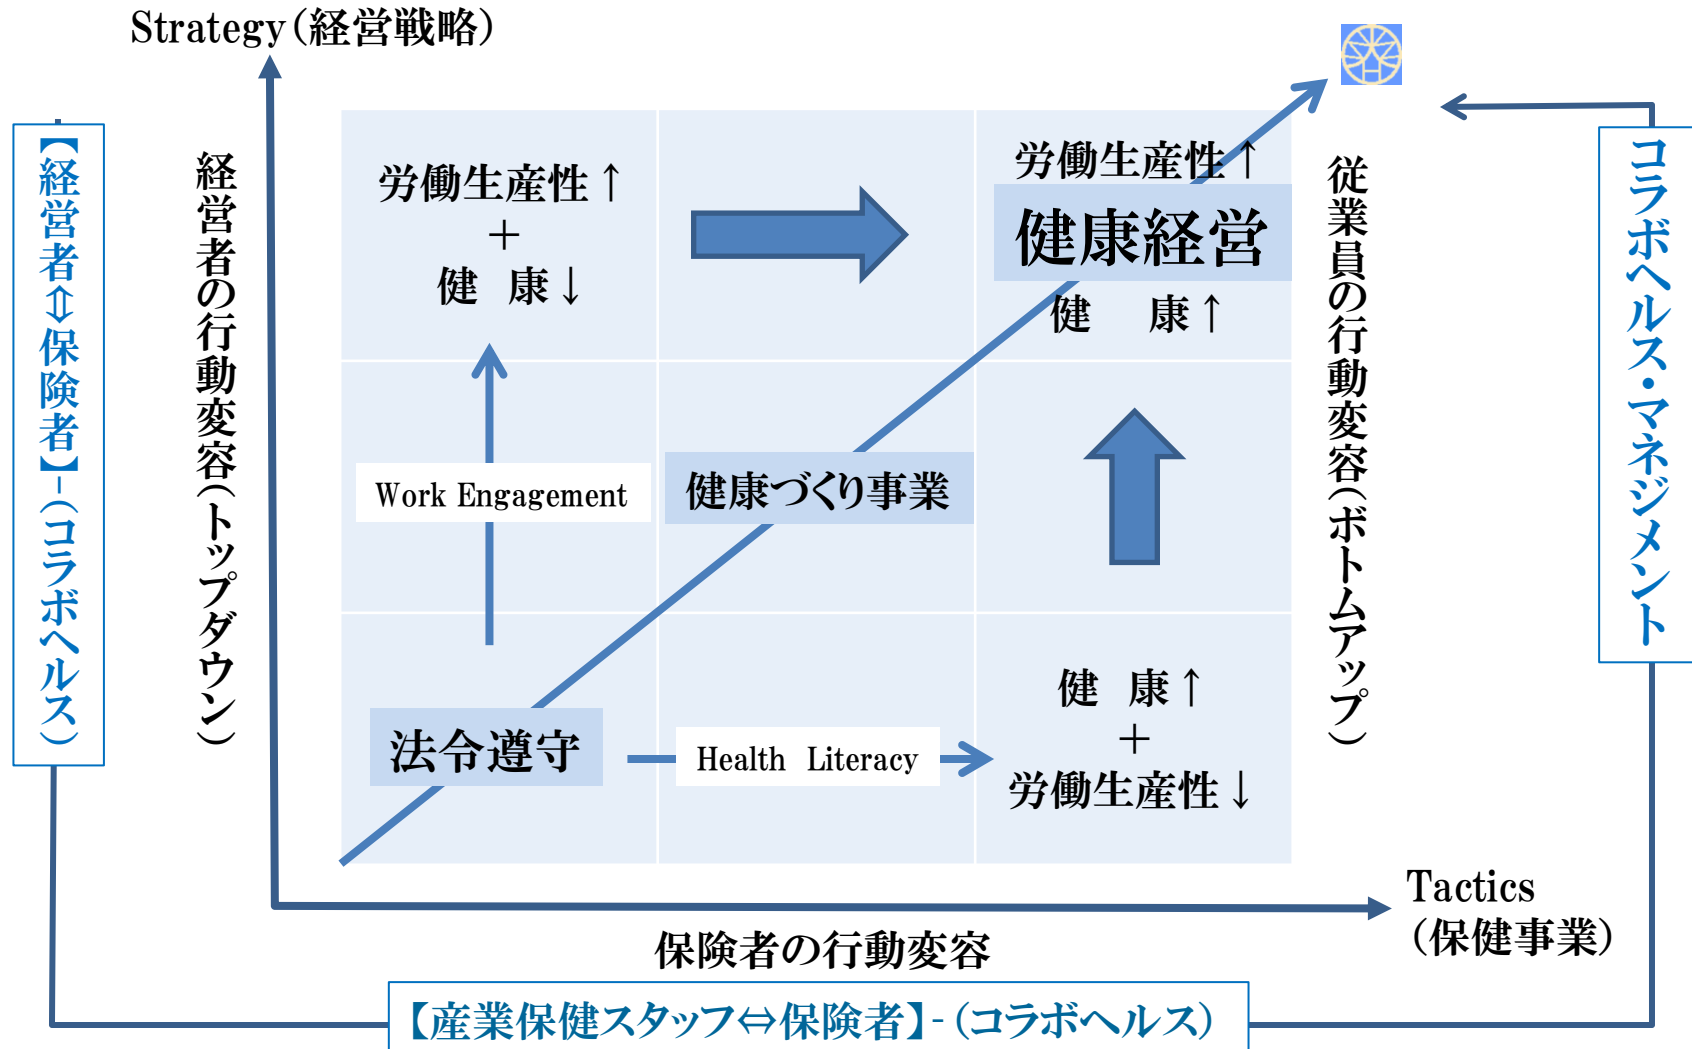 Strategy(経営戦略)
【経営者⇕保険者】-(コラボヘルス)
経営者の行動変容(トップダウン)
労働生産性↑
＋
健　康↓
労働生産性↑
健康経営
健　康↑
従業員の行動変容(ボトムアップ)
コラボヘルス・マネジメント
Work Engagement
健康づくり事業
法令遵守
Health Literacy
健　康↑
＋
労働生産性↓
Tactics
(保健事業)
保険者の行動変容
【産業保健スタッフ⇔保険者】-(コラボヘルス)